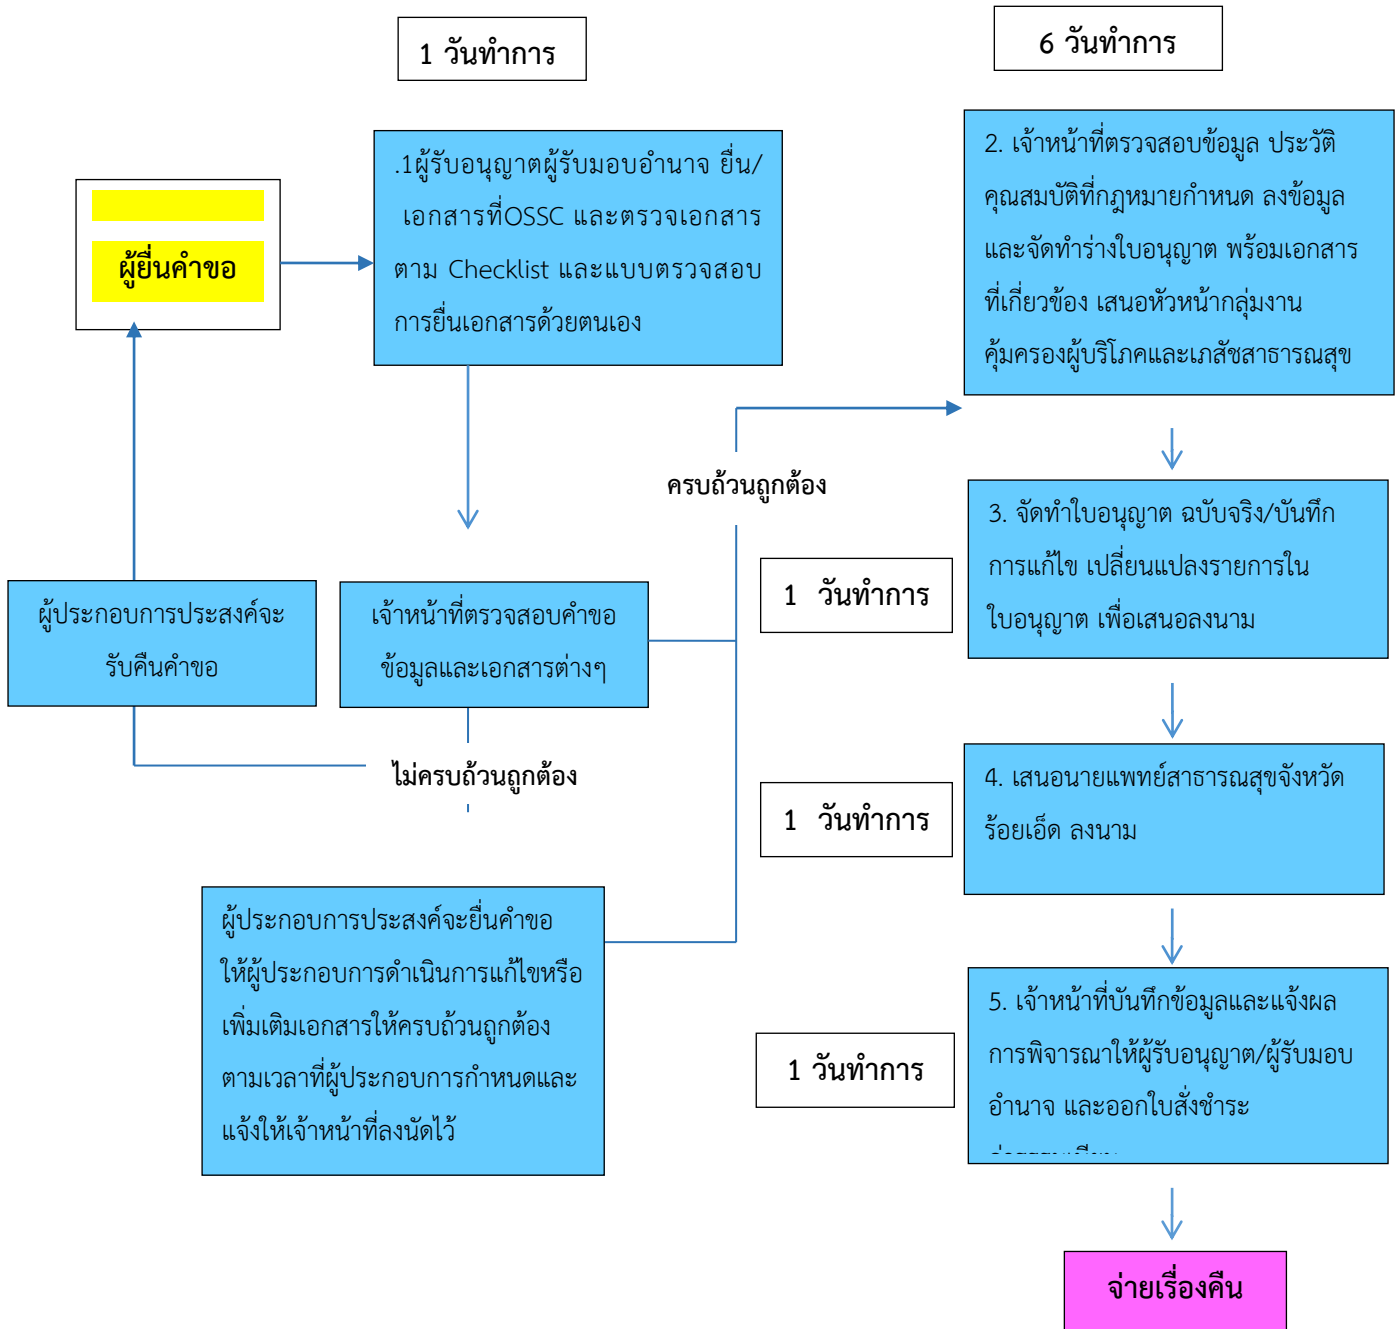 1 วันทำการ
6 วันทำการ
ผู้ยื่นคำขอ
.1ผู้รับอนุญาตผู้รับมอบอำนาจ ยื่น/
เอกสารที่OSSC และตรวจเอกสาร
ตาม Checklist และแบบตรวจสอบ
การยื่นเอกสารด้วยตนเอง
2. เจ้าหน้าที่ตรวจสอบข้อมูล ประวัติ
คุณสมบัติที่กฎหมายกำหนด ลงข้อมูล
และจัดทำร่างใบอนุญาต พร้อมเอกสาร
ที่เกี่ยวข้อง เสนอหัวหน้ากลุ่มงาน
คุ้มครองผู้บริโภคและเภสัชสาธารณสุข
ครบถ้วนถูกต้อง
ผู้ประกอบการประสงค์จะ
รับคืนคำขอ
เจ้าหน้าที่ตรวจสอบคำขอ
ข้อมูลและเอกสารต่างๆ
1 วันทำการ
3. จัดทำใบอนุญาต ฉบับจริง/บันทึก
การแก้ไข เปลี่ยนแปลงรายการใน
ใบอนุญาต เพื่อเสนอลงนาม
ไม่ครบถ้วนถูกต้อง
1 วันทำการ
4. เสนอนายแพทย์สาธารณสุขจังหวัด
ร้อยเอ็ด ลงนาม
ผู้ประกอบการประสงค์จะยื่นคำขอ
ให้ผู้ประกอบการดำเนินการแก้ไขหรือ
เพิ่มเติมเอกสารให้ครบถ้วนถูกต้อง
ตามเวลาที่ผู้ประกอบการกำหนดและ
แจ้งให้เจ้าหน้าที่ลงนัดไว้
1 วันทำการ
5. เจ้าหน้าที่บันทึกข้อมูลและแจ้งผล
การพิจารณาให้ผู้รับอนุญาต/ผู้รับมอบ
อำนาจ และออกใบสั่งชำระ
จ่ายเรื่องคืน